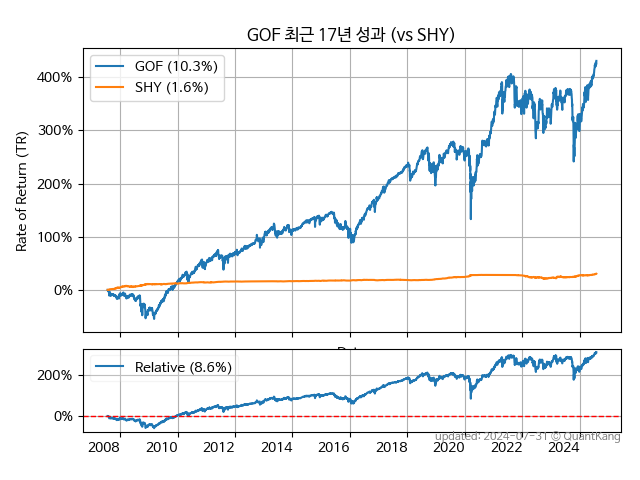 GOF 최근 17년 성과 (vs SHY)
GOF (10.3%)
SHY (1.6%)
Rate of Return (TR)
400%
300%
200%
100%
0%
Relative (8.6%)
200%
0%
2008 2010 2012 2014 2016 2018 2020 2022 2024
updated: 2024-07-31 © QuantKang